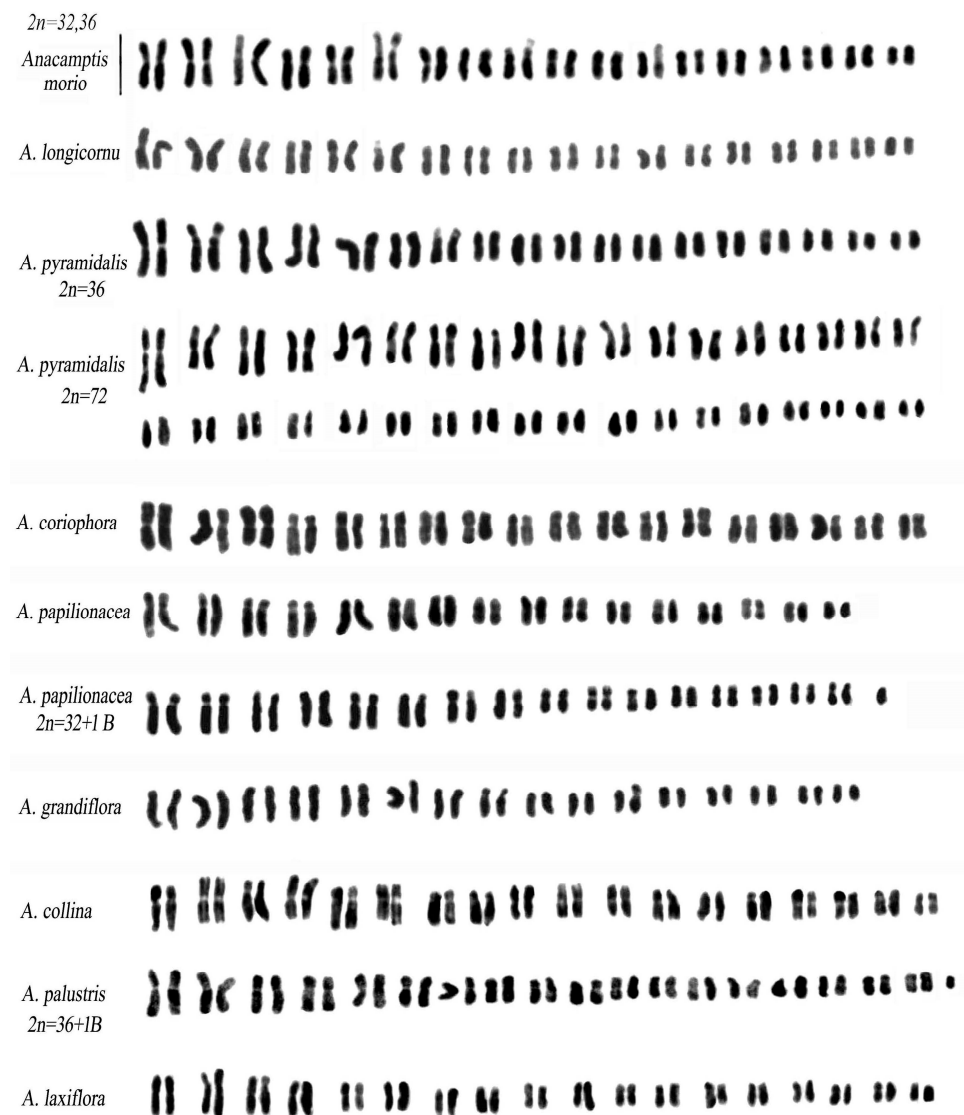 2n=32,36
Anacamptis
morio
A. longicornu
A. pyramidalis
2n=36
A. pyramidalis
2n=72
A. coriophora
A. papilionacea
A. papilionacea
2n=32+1 B
A. grandiflora
A. collina
A. palustris
2n=36+1B
A. laxiflora